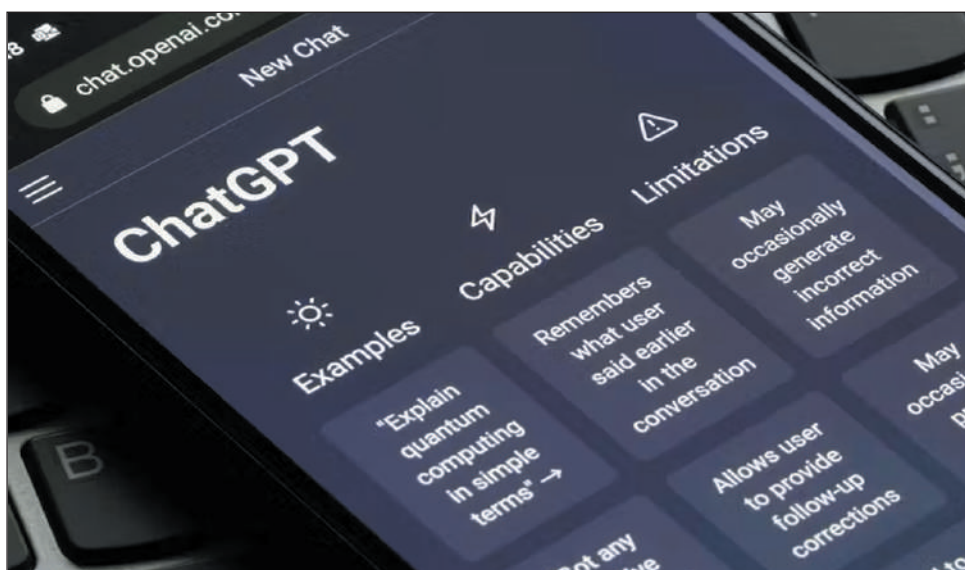 chat.openai.co
New Chat
ChatGPT
Examples
"Explain
quantum
computing
in simple
terms" →
Capabilities
Remembers
what user
said earlier
in the
conversation
Allows user
to provide
follow-up
corrections
Limitations
May
occasionally
generate
incorrect
information
May
any
B